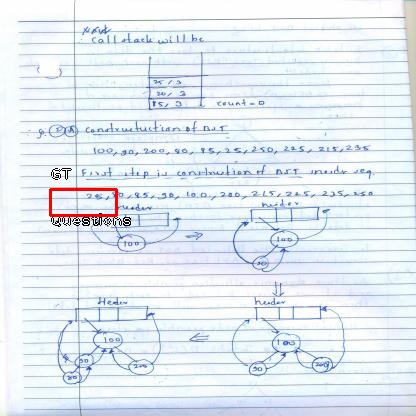 call stack will be
25, 3
80, 3
85, 3 count = 0
construction of BST
100, 90, 200, 80, 85, 25, 250, 225, 215, 235
GT
First step is construction of BST inorder seq.
25, 80, 85, 90, 100, 200, 215, 225, 235, 250
Header header
Questions
100 ⇒ 100
90
⇓
Header header
100 ⇐ 100
90 200 90 200
80